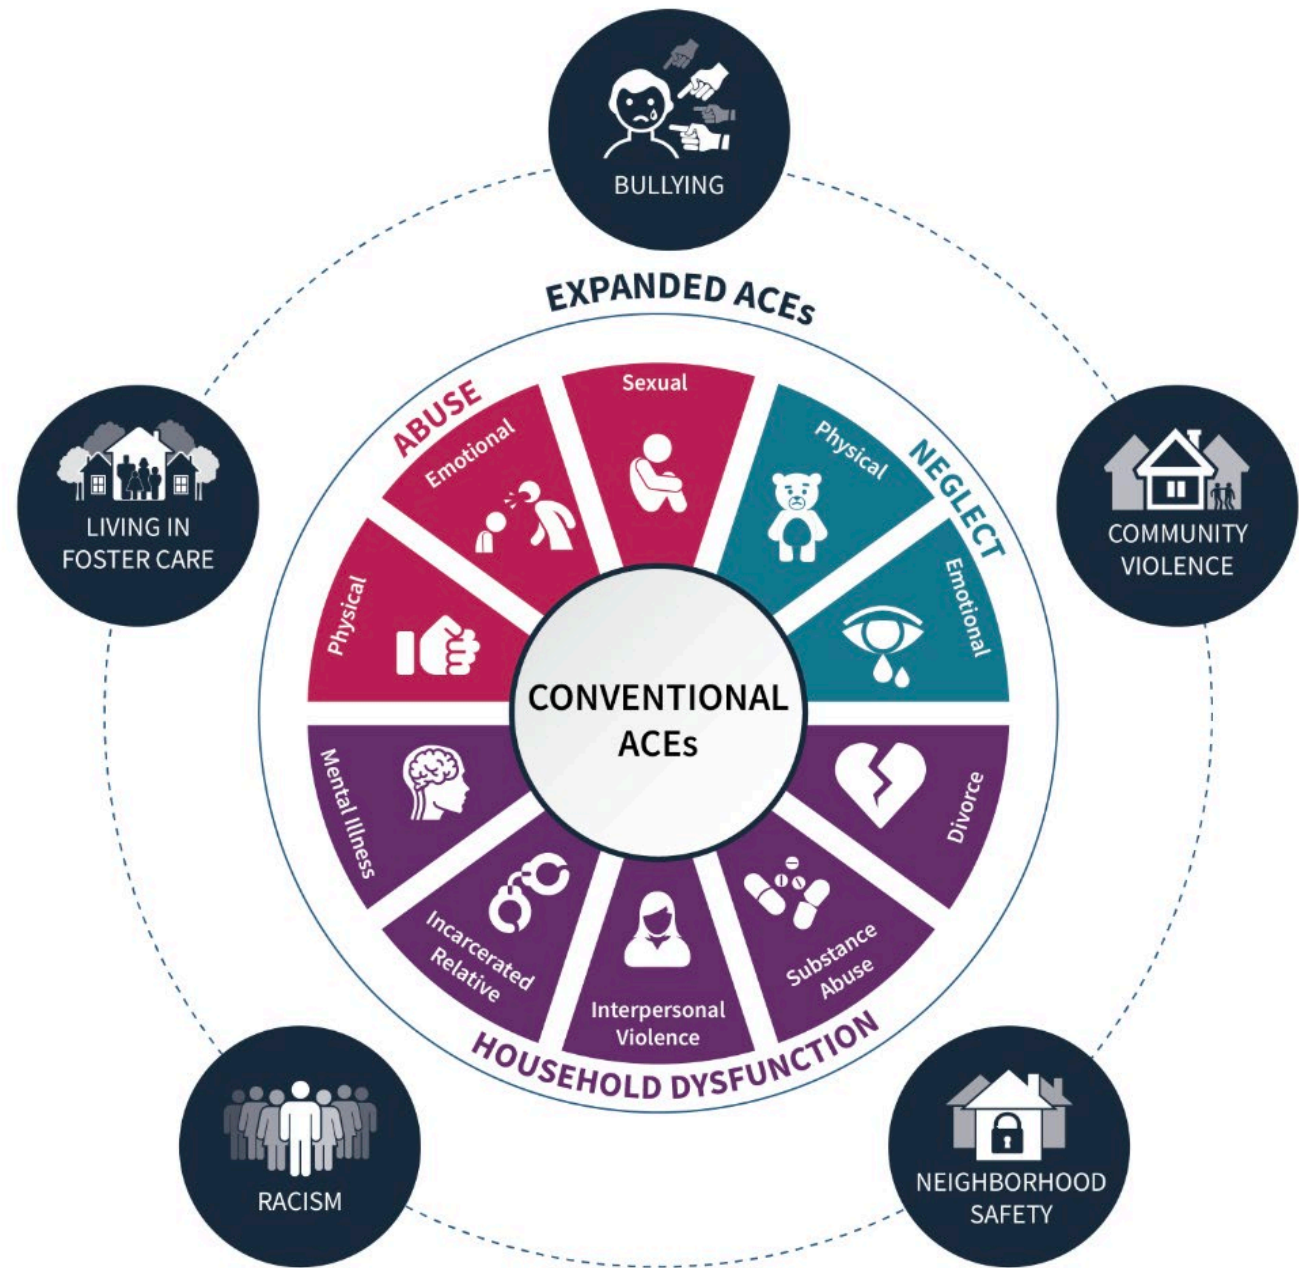 BULLYING
EXPANDED ACEs
LIVING IN
FOSTER CARE
COMMUNITY
VIOLENCE
ABUSE
Physical
Emotional
Sexual
NEGLECT
Physical
Emotional
CONVENTIONAL
ACEs
Mental Illness
Incarcerated
Relative
Interpersonal
Violence
Substance
Abuse
Divorce
HOUSEHOLD DYSFUNCTION
RACISM
NEIGHBORHOOD
SAFETY